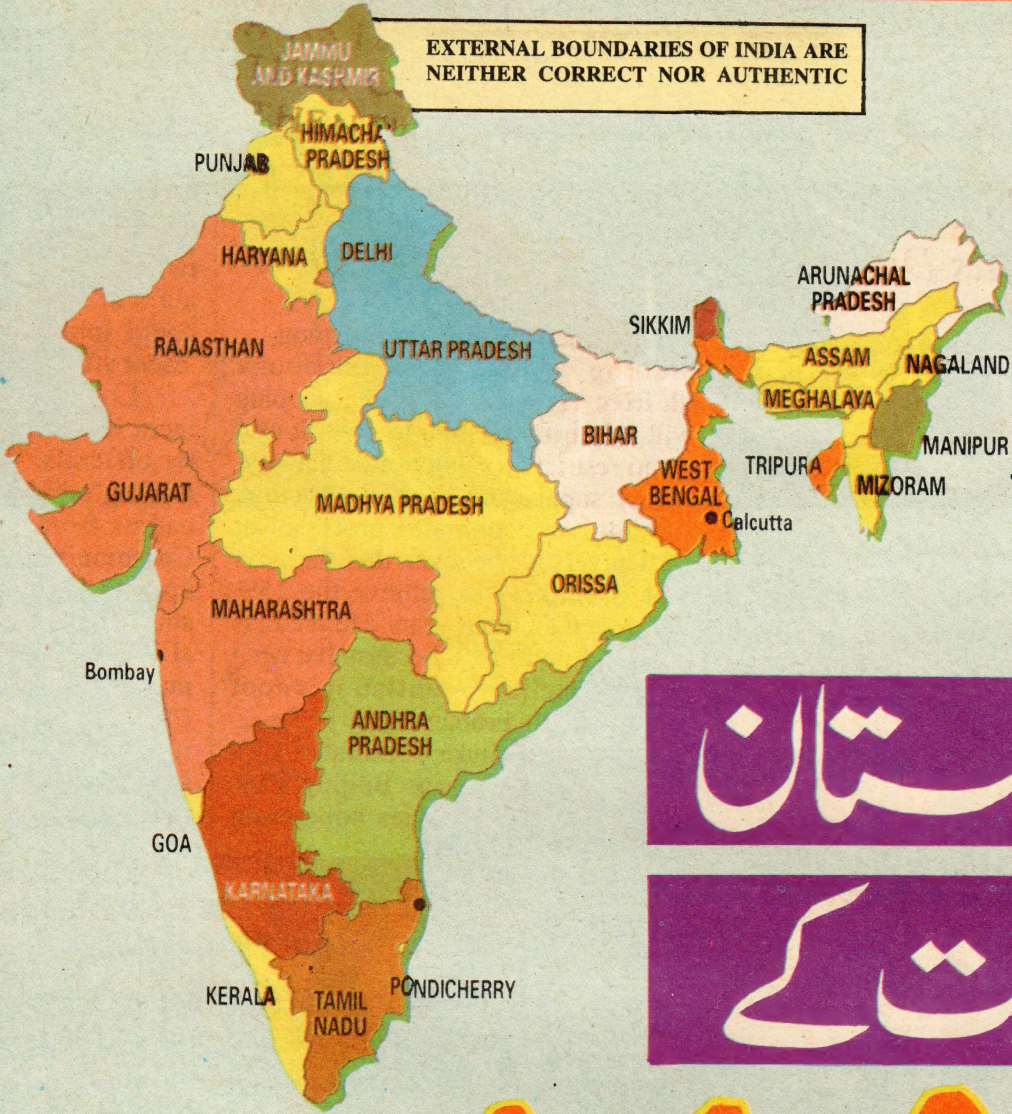 EXTERNAL BOUNDARIES OF INDIA ARE
NEITHER CORRECT NOR AUTHENTIC
JAMMU
AND KASHMIR
HIMACHAL
PRADESH
PUNJAB
HARYANA
DELHI
RAJASTHAN
UTTAR PRADESH
ARUNACHAL
PRADESH
SIKKIM
ASSAM
NAGALAND
MEGHALAYA
BIHAR
MANIPUR
TRIPURA
MIZORAM
WEST
BENGAL
Calcutta
GUJARAT
MADHYA PRADESH
ORISSA
MAHARASHTRA
Bombay
ANDHRA
PRADESH
GOA
KARNATAKA
KERALA
TAMIL
NADU
PONDICHERRY
ستان
ت کے